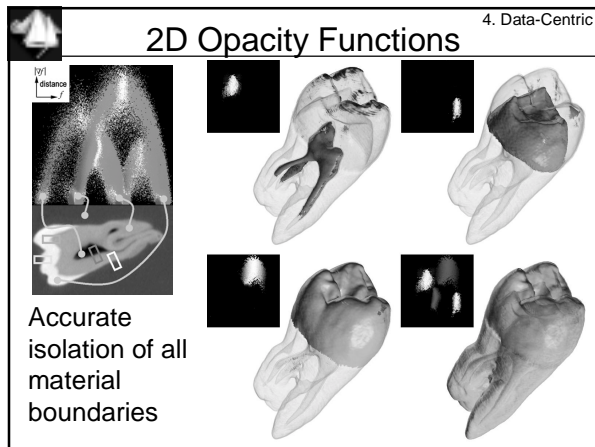 4. Data-Centric
2D Opacity Functions
|∇f|
distance
f
Accurate
isolation of all
material
boundaries